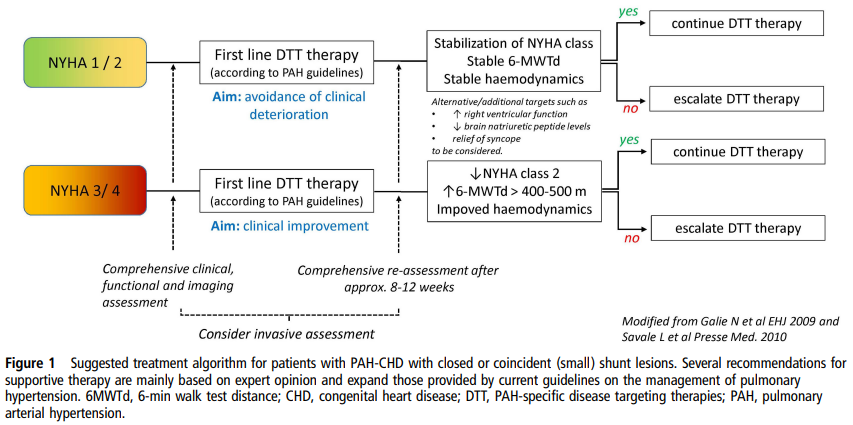 NYHA 1 / 2
First line DTT therapy
(according to PAH guidelines)
Aim: avoidance of clinical
deterioration
Stabilization of NYHA class
Stable 6-MWTd
Stable haemodynamics
yes
continue DTT therapy
no
escalate DTT therapy
Alternative/additional targets such as
• ↑ right ventricular function
• ↓ brain natriuretic peptide levels
• relief of syncope
to be considered.
NYHA 3/ 4
First line DTT therapy
(according to PAH guidelines)
Aim: clinical improvement
↓NYHA class 2
↑6-MWTd > 400-500 m
Impoved haemodynamics
yes
continue DTT therapy
no
escalate DTT therapy
Comprehensive clinical,
functional and imaging
assessment
Comprehensive re-assessment after
approx. 8-12 weeks
Consider invasive assessment
Modified from Galie N et al EHJ 2009 and
Savale L et al Presse Med. 2010
Figure 1 Suggested treatment algorithm for patients with PAH-CHD with closed or coincident (small) shunt lesions. Several recommendations for
supportive therapy are mainly based on expert opinion and expand those provided by current guidelines on the management of pulmonary
hypertension. 6MWTd, 6-min walk test distance; CHD, congenital heart disease; DTT, PAH-specific disease targeting therapies; PAH, pulmonary
arterial hypertension.